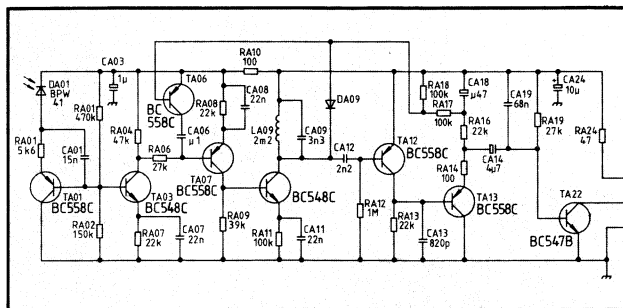 DA01
BPW
41
CA03
1µ
RA01
470k
RA01
5k6
CA01
15n
TA01
BC558C
RA02
150k
RA04
47k
RA06
27k
TA03
BC548C
RA07
22k
CA07
22n
TA06
BC
558C
CA06
µ1
RA08
22k
CA08
22n
RA10
100
TA07
BC558C
RA09
39k
LA09
2m2
CA09
3n3
BC548C
RA11
100k
CA11
22n
DA09
CA12
2n2
RA12
1M
TA12
BC558C
RA13
22k
CA13
820p
RA18
100k
RA17
100k
CA18
µ47
RA16
22k
RA14
100
CA14
4µ7
TA13
BC558C
CA19
68n
RA19
27k
CA24
+
10µ
RA24
47
TA22
BC547B